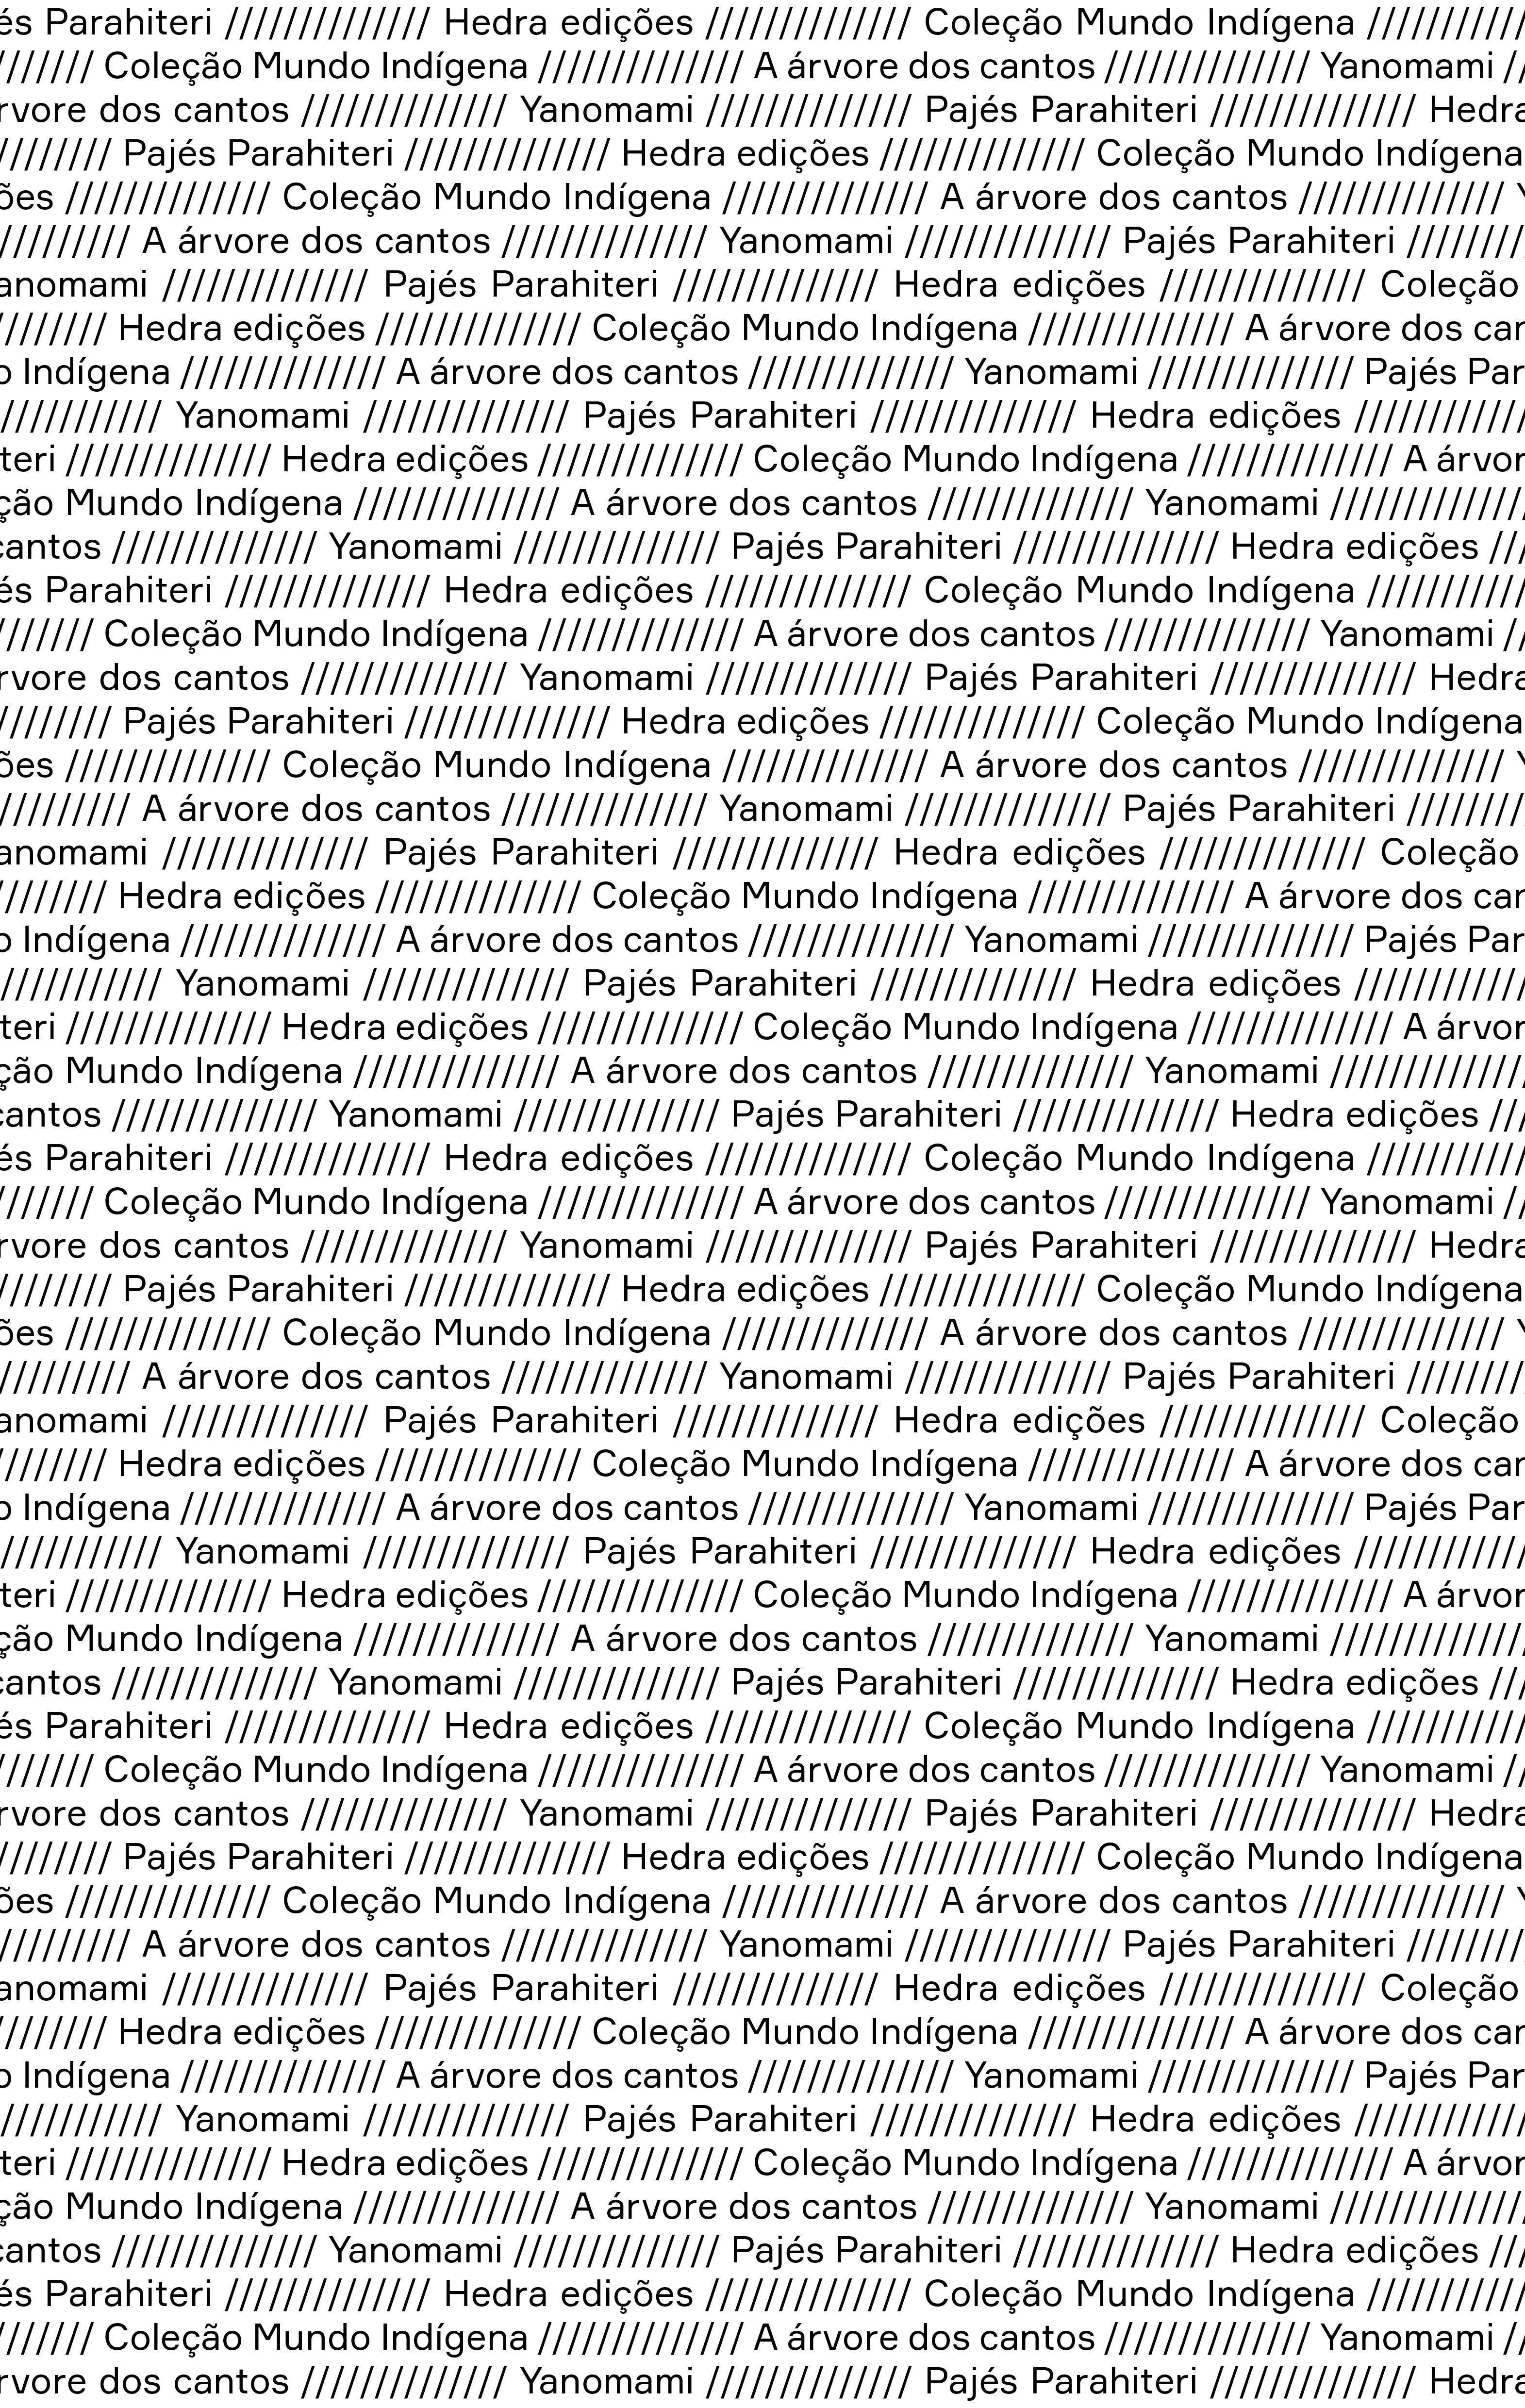 és Parahiteri ////////////// Hedra edições ////////////// Coleção Mundo Indígena ///////////
/////// Coleção Mundo Indígena ////////////// A árvore dos cantos ////////////// Yanomami //
rvore dos cantos ////////////// Yanomami ////////////// Pajés Parahiteri ////////////// Hedra
//////// Pajés Parahiteri ////////////// Hedra edições ////////////// Coleção Mundo Indígena
ões ////////////// Coleção Mundo Indígena ////////////// A árvore dos cantos ////////////// Y
///////// A árvore dos cantos ////////////// Yanomami ////////////// Pajés Parahiteri ////////
anomami ////////////// Pajés Parahiteri ////////////// Hedra edições ////////////// Coleção
//////// Hedra edições ////////////// Coleção Mundo Indígena ////////////// A árvore dos can
o Indígena ////////////// A árvore dos cantos ////////////// Yanomami ////////////// Pajés Par
/////////// Yanomami ////////////// Pajés Parahiteri ////////////// Hedra edições ////////////
teri ////////////// Hedra edições ////////////// Coleção Mundo Indígena ////////////// A árvor
ção Mundo Indígena ////////////// A árvore dos cantos ////////////// Yanomami //////////////
cantos ////////////// Yanomami ////////////// Pajés Parahiteri ////////////// Hedra edições ///
és Parahiteri ////////////// Hedra edições ////////////// Coleção Mundo Indígena ///////////
/////// Coleção Mundo Indígena ////////////// A árvore dos cantos ////////////// Yanomami //
rvore dos cantos ////////////// Yanomami ////////////// Pajés Parahiteri ////////////// Hedra
//////// Pajés Parahiteri ////////////// Hedra edições ////////////// Coleção Mundo Indígena
ões ////////////// Coleção Mundo Indígena ////////////// A árvore dos cantos ////////////// Y
///////// A árvore dos cantos ////////////// Yanomami ////////////// Pajés Parahiteri ////////
anomami ////////////// Pajés Parahiteri ////////////// Hedra edições ////////////// Coleção
//////// Hedra edições ////////////// Coleção Mundo Indígena ////////////// A árvore dos can
o Indígena ////////////// A árvore dos cantos ////////////// Yanomami ////////////// Pajés Par
/////////// Yanomami ////////////// Pajés Parahiteri ////////////// Hedra edições ////////////
teri ////////////// Hedra edições ////////////// Coleção Mundo Indígena ////////////// A árvor
ção Mundo Indígena ////////////// A árvore dos cantos ////////////// Yanomami //////////////
cantos ////////////// Yanomami ////////////// Pajés Parahiteri ////////////// Hedra edições ///
és Parahiteri ////////////// Hedra edições ////////////// Coleção Mundo Indígena ///////////
/////// Coleção Mundo Indígena ////////////// A árvore dos cantos ////////////// Yanomami //
rvore dos cantos ////////////// Yanomami ////////////// Pajés Parahiteri ////////////// Hedra
//////// Pajés Parahiteri ////////////// Hedra edições ////////////// Coleção Mundo Indígena
ões ////////////// Coleção Mundo Indígena ////////////// A árvore dos cantos ////////////// Y
///////// A árvore dos cantos ////////////// Yanomami ////////////// Pajés Parahiteri ////////
anomami ////////////// Pajés Parahiteri ////////////// Hedra edições ////////////// Coleção
//////// Hedra edições ////////////// Coleção Mundo Indígena ////////////// A árvore dos can
o Indígena ////////////// A árvore dos cantos ////////////// Yanomami ////////////// Pajés Par
/////////// Yanomami ////////////// Pajés Parahiteri ////////////// Hedra edições ////////////
teri ////////////// Hedra edições ////////////// Coleção Mundo Indígena ////////////// A árvor
ção Mundo Indígena ////////////// A árvore dos cantos ////////////// Yanomami //////////////
cantos ////////////// Yanomami ////////////// Pajés Parahiteri ////////////// Hedra edições ///
és Parahiteri ////////////// Hedra edições ////////////// Coleção Mundo Indígena ///////////
/////// Coleção Mundo Indígena ////////////// A árvore dos cantos ////////////// Yanomami //
rvore dos cantos ////////////// Yanomami ////////////// Pajés Parahiteri ////////////// Hedra
//////// Pajés Parahiteri ////////////// Hedra edições ////////////// Coleção Mundo Indígena
ões ////////////// Coleção Mundo Indígena ////////////// A árvore dos cantos ////////////// Y
///////// A árvore dos cantos ////////////// Yanomami ////////////// Pajés Parahiteri ////////
anomami ////////////// Pajés Parahiteri ////////////// Hedra edições ////////////// Coleção
//////// Hedra edições ////////////// Coleção Mundo Indígena ////////////// A árvore dos can
o Indígena ////////////// A árvore dos cantos ////////////// Yanomami ////////////// Pajés Par
/////////// Yanomami ////////////// Pajés Parahiteri ////////////// Hedra edições ////////////
teri ////////////// Hedra edições ////////////// Coleção Mundo Indígena ////////////// A árvor
ção Mundo Indígena ////////////// A árvore dos cantos ////////////// Yanomami //////////////
cantos ////////////// Yanomami ////////////// Pajés Parahiteri ////////////// Hedra edições ///
és Parahiteri ////////////// Hedra edições ////////////// Coleção Mundo Indígena ///////////
/////// Coleção Mundo Indígena ////////////// A árvore dos cantos ////////////// Yanomami //
rvore dos cantos ////////////// Yanomami ////////////// Pajés Parahiteri ////////////// Hedra